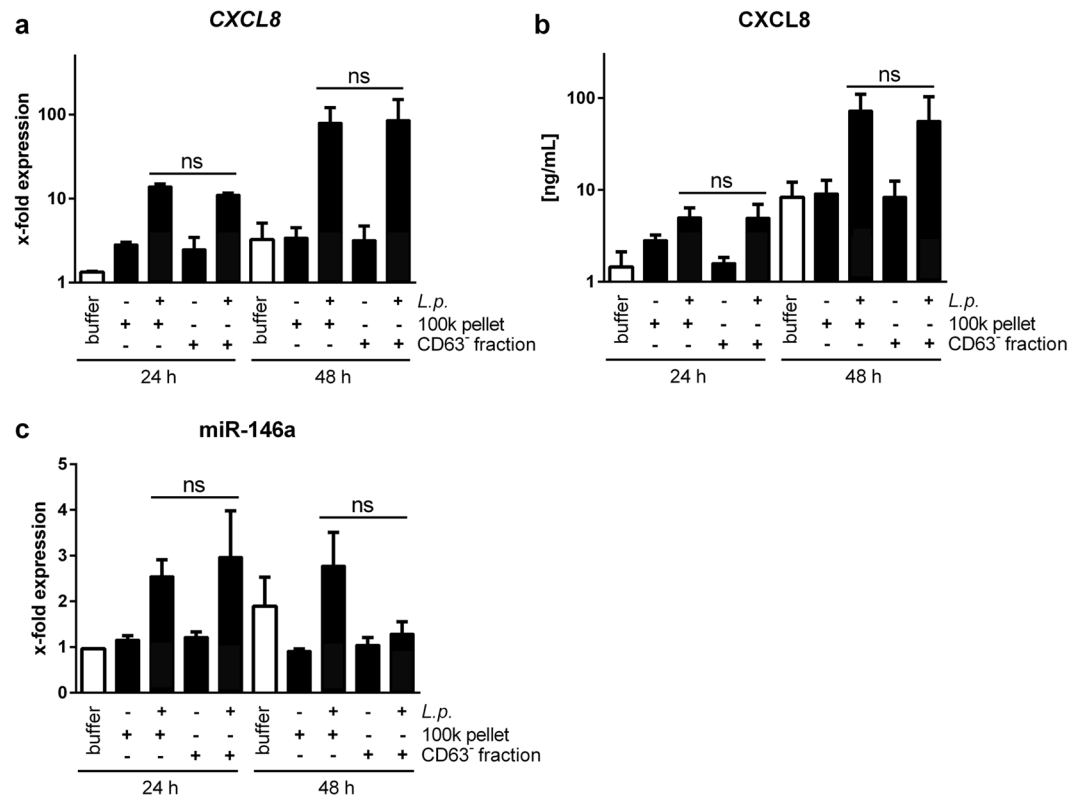 a
CXCL8
x-fold expression
100
10
1
ns
ns
buffer - + - + buffer - + - + L.p.
+ + - - + + - - 100k pellet
- - + + - - + + CD63⁻ fraction
24 h 48 h
b
CXCL8
[ng/mL]
100
10
1
ns
ns
buffer - + - + buffer - + - + L.p.
+ + - - + + - - 100k pellet
- - + + - - + + CD63⁻ fraction
24 h 48 h
c
miR-146a
x-fold expression
5
4
3
2
1
0
ns
ns
buffer - + - + buffer - + - + L.p.
+ + - - + + - - 100k pellet
- - + + - - + + CD63⁻ fraction
24 h 48 h